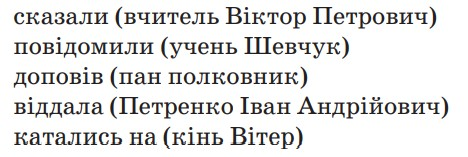 сказали (вчитель Віктор Петрович)
повідомили (учень Шевчук)
доповів (пан полковник)
віддала (Петренко Іван Андрійович)
катались на (кінь Вітер)